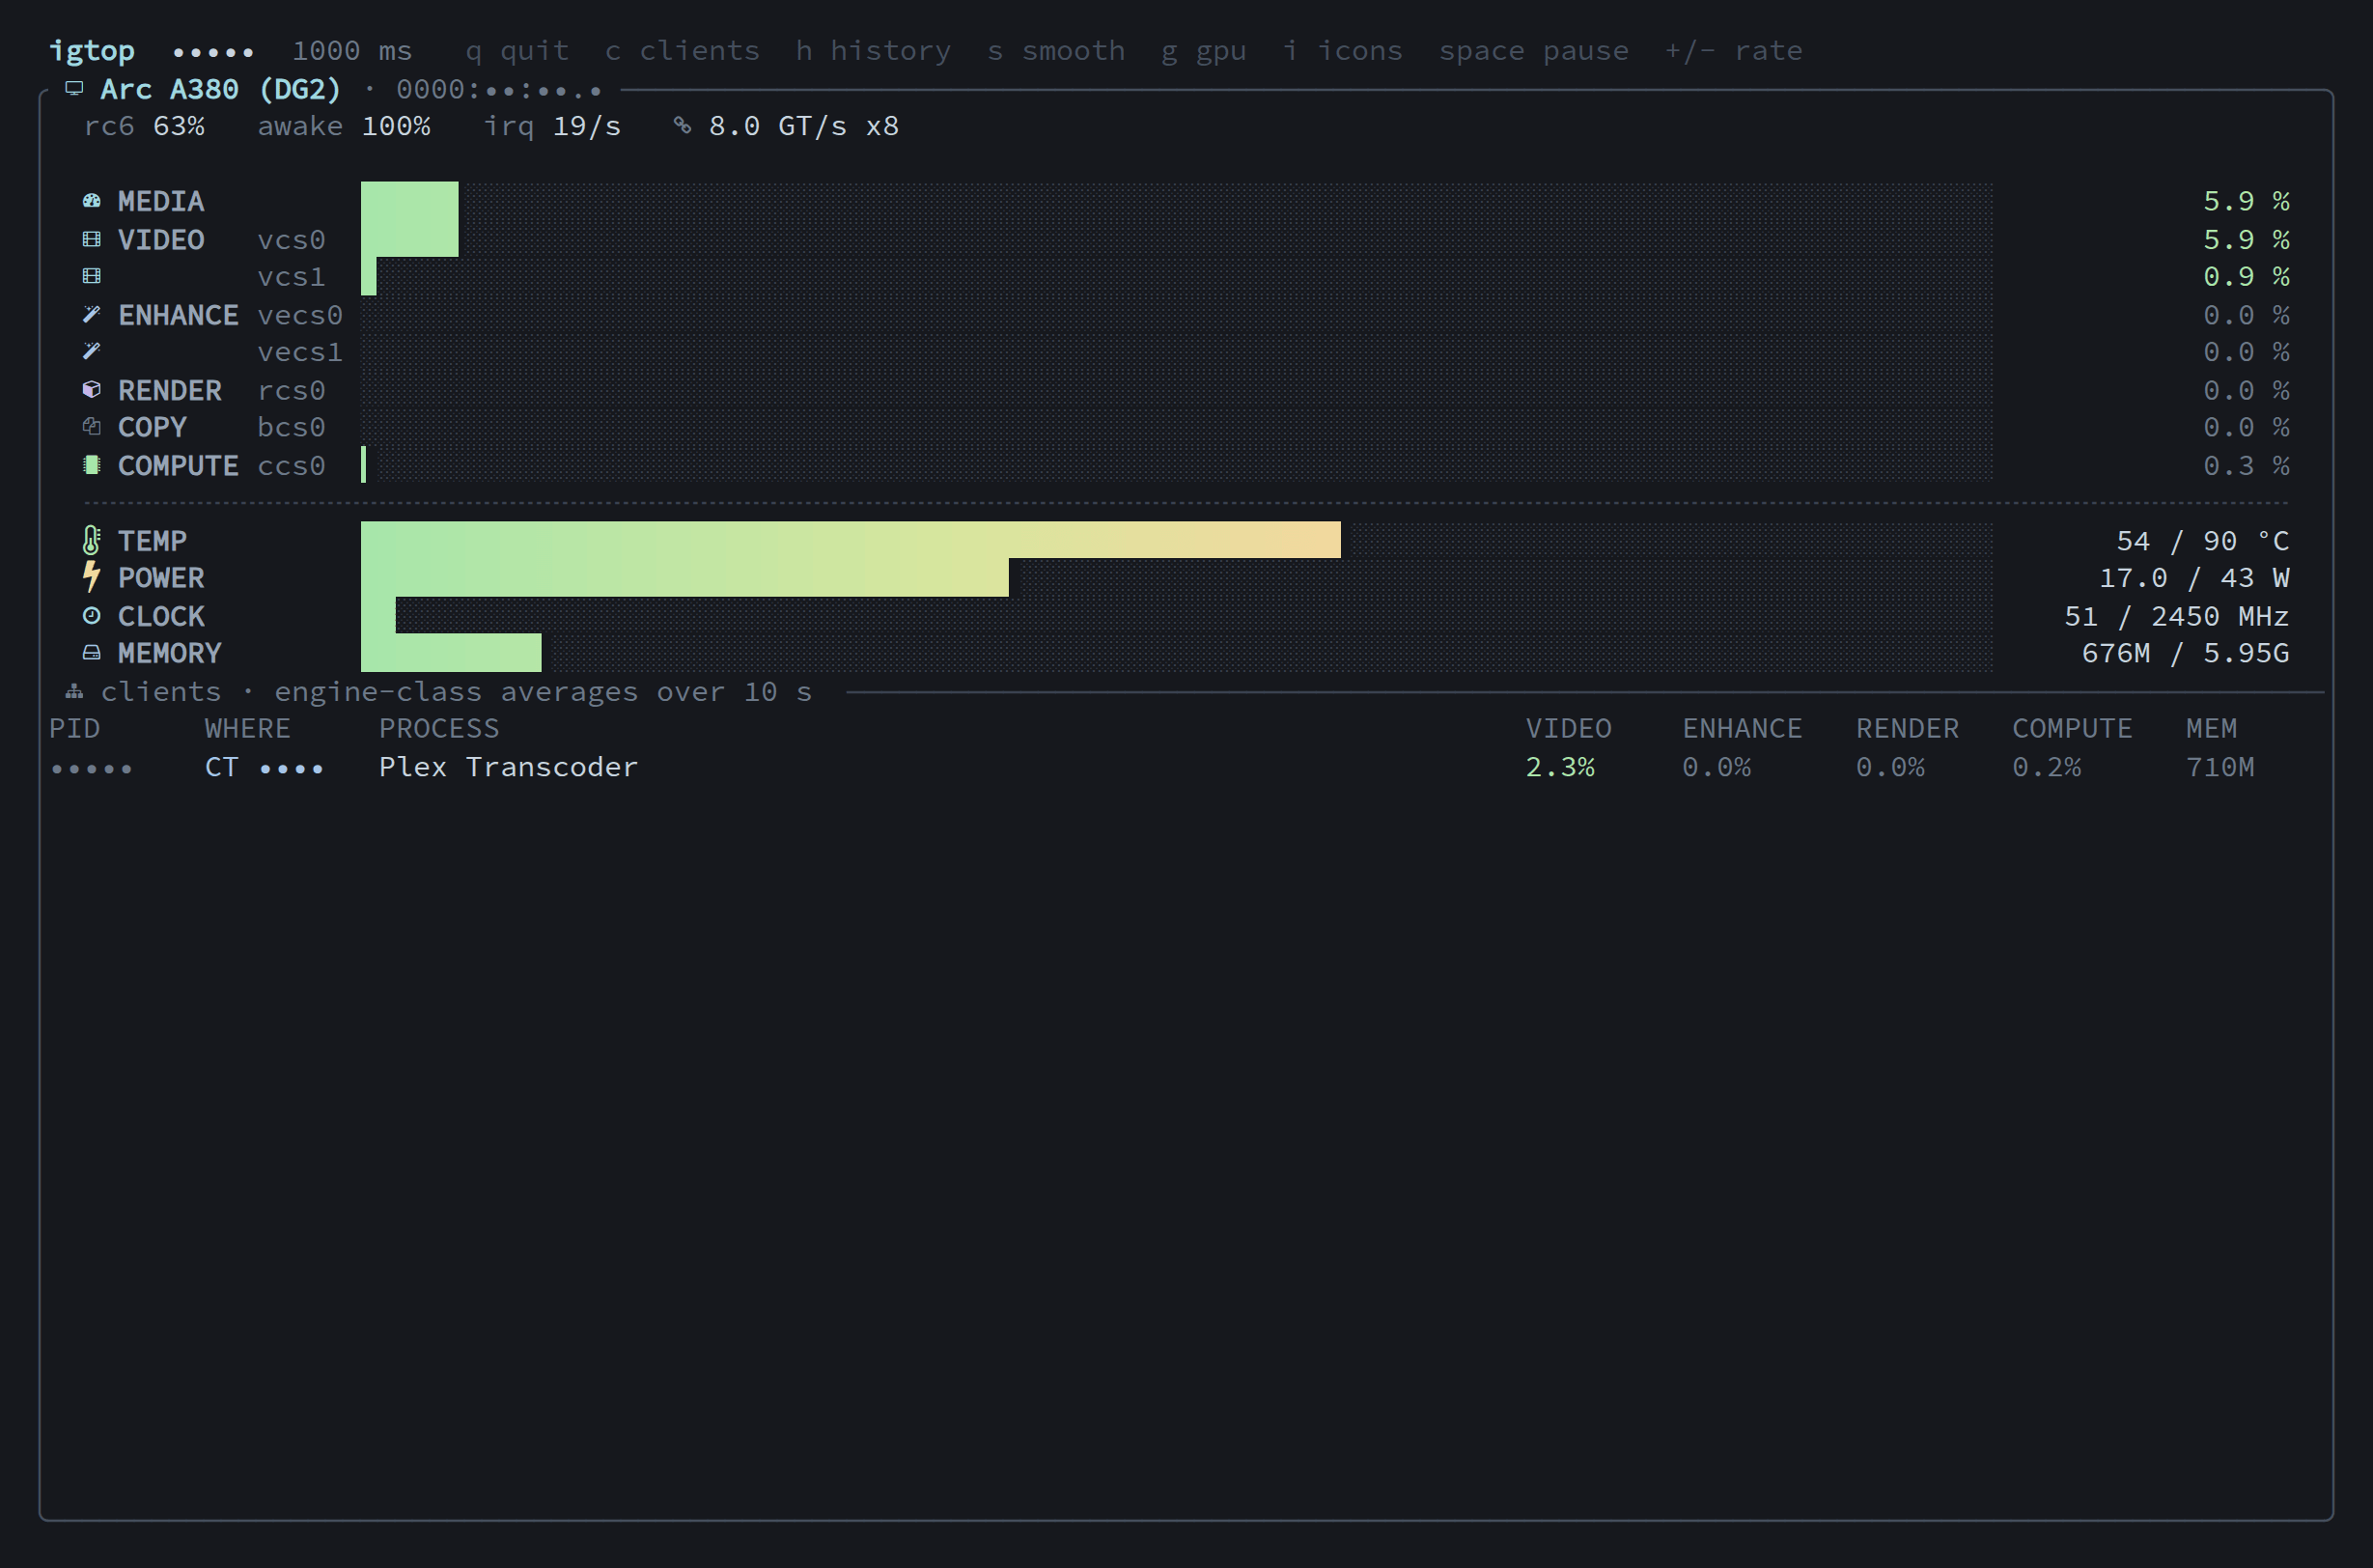 igtop ••••• 1000 ms q quit c clients h history s smooth g gpu i icons space pause +/- rate
Arc A380 (DG2) · 0000:••:••.•
rc6 63% awake 100% irq 19/s 8.0 GT/s x8
MEDIA 5.9 %
VIDEO vcs0 5.9 %
vcs1 0.9 %
ENHANCE vecs0 0.0 %
vecs1 0.0 %
RENDER rcs0 0.0 %
COPY bcs0 0.0 %
COMPUTE ccs0 0.3 %
TEMP 54 / 90 °C
POWER 17.0 / 43 W
CLOCK 51 / 2450 MHz
MEMORY 676M / 5.95G
clients · engine-class averages over 10 s
PID WHERE PROCESS VIDEO ENHANCE RENDER COMPUTE MEM
••••• CT •••• Plex Transcoder 2.3% 0.0% 0.0% 0.2% 710M